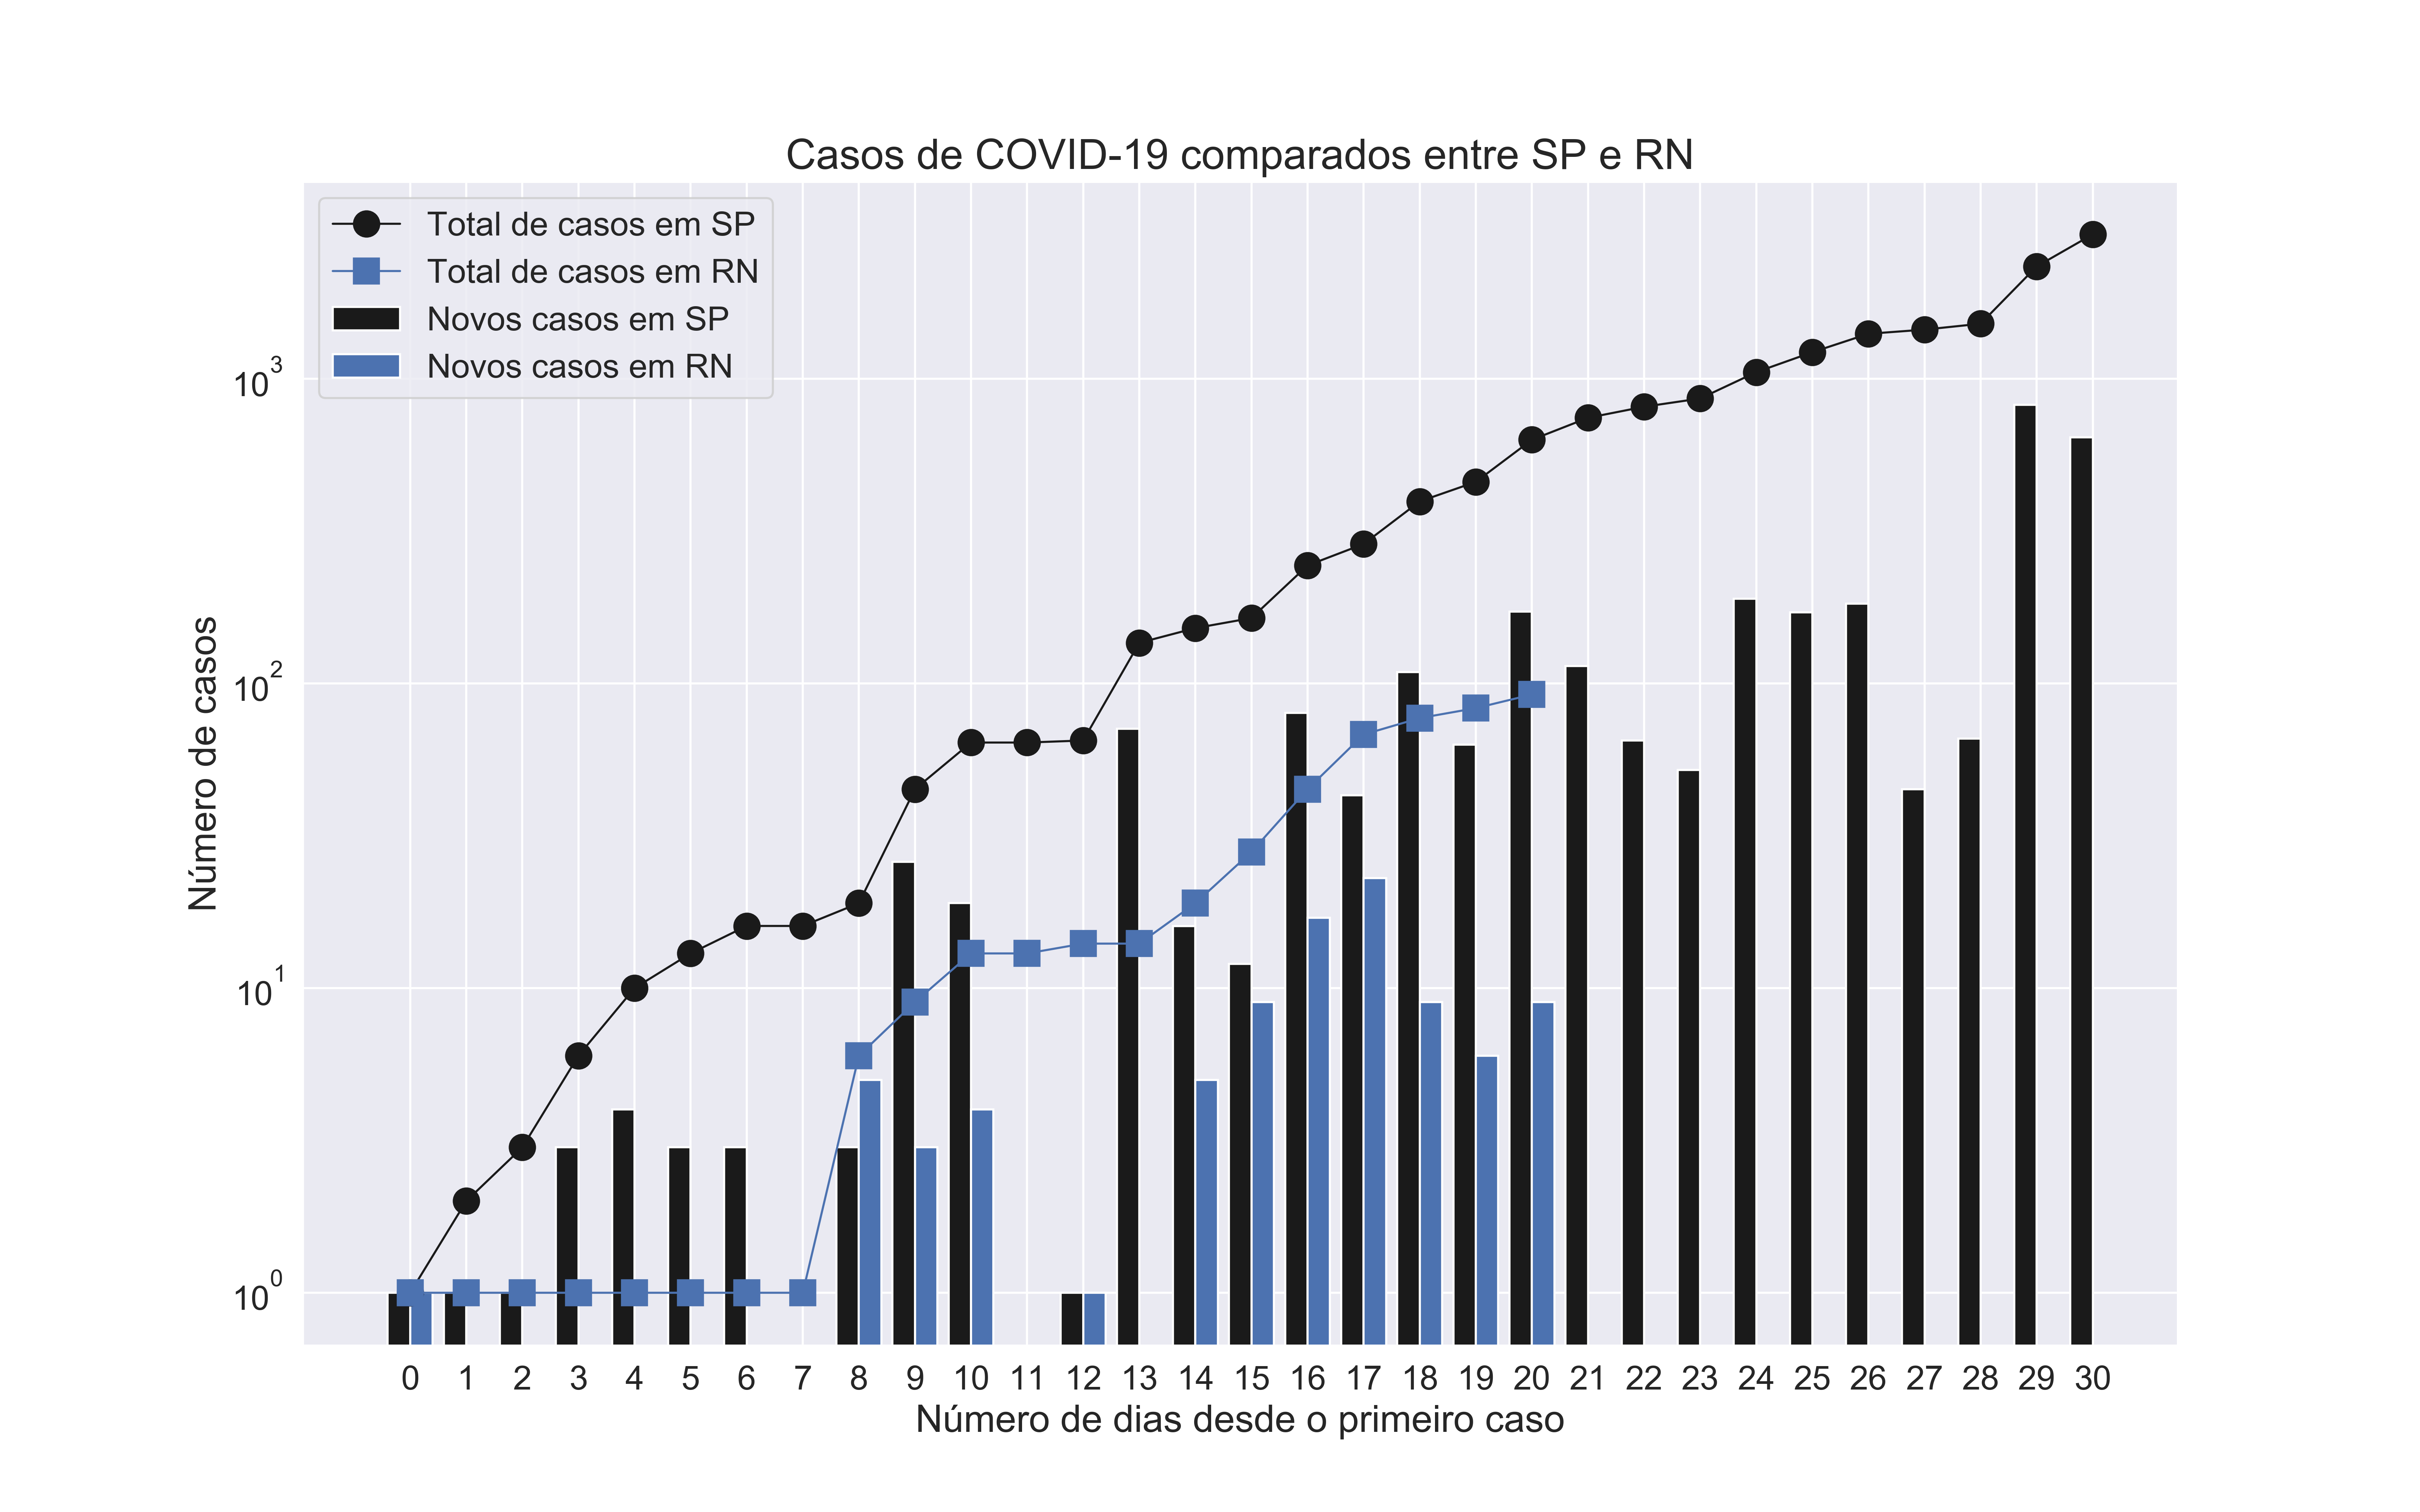 Casos de COVID-19 comparados entre SP e RN
Total de casos em SP
Total de casos em RN
Novos casos em SP
Novos casos em RN
10³
10²
10¹
10⁰
Número de casos
0 1 2 3 4 5 6 7 8 9 10 11 12 13 14 15 16 17 18 19 20 21 22 23 24 25 26 27 28 29 30
Número de dias desde o primeiro caso